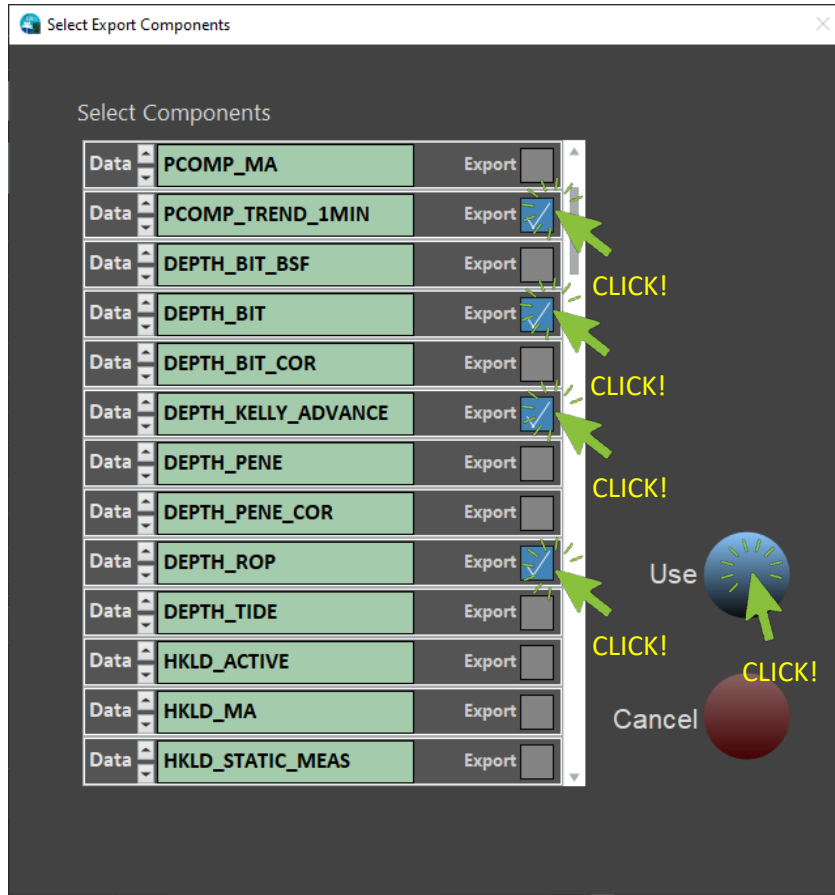 Select Export Components
Select Components
Data PCOMP_MA Export
Data PCOMP_TREND_1MIN Export
CLICK!
Data DEPTH_BIT_BSF Export
Data DEPTH_BIT Export
CLICK!
Data DEPTH_BIT_COR Export
Data DEPTH_KELLY_ADVANCE Export
CLICK!
Data DEPTH_PENE Export
Data DEPTH_PENE_COR Export
Data DEPTH_ROP Export
CLICK!
Data DEPTH_TIDE Export
Data HKLD_ACTIVE Export
Data HKLD_MA Export
Data HKLD_STATIC_MEAS Export
Use
CLICK!
Cancel